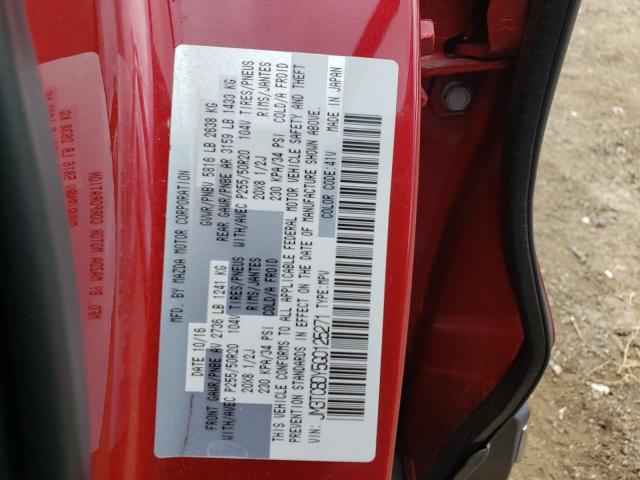 MFD. BY MAZDA MOTOR CORPORATION
DATE 10/16 GVWR/PNBV 5816 LB 2638 KG
FRONT GAWR/PNBE AV 2736 LB 1241 KG REAR GAWR/PNBE AR 3159 LB 1433 KG
WITH/AVEC P255/50R20 104V TIRES/PNEUS WITH/AVEC P255/50R20 104V TIRES/PNEUS
20X8 1/2J RIMS/JANTES 20X8 1/2J RIMS/JANTES
230 KPA/34 PSI COLD/A FROID 230 KPA/34 PSI COLD/A FROID
THIS VEHICLE CONFORMS TO ALL APPLICABLE FEDERAL MOTOR VEHICLE SAFETY AND THEFT
PREVENTION STANDARDS IN EFFECT ON THE DATE OF MANUFACTURE SHOWN ABOVE.
VIN: JM3TCBDY5G0125271 TYPE:MPV COLOR CODE:41V MADE IN JAPAN